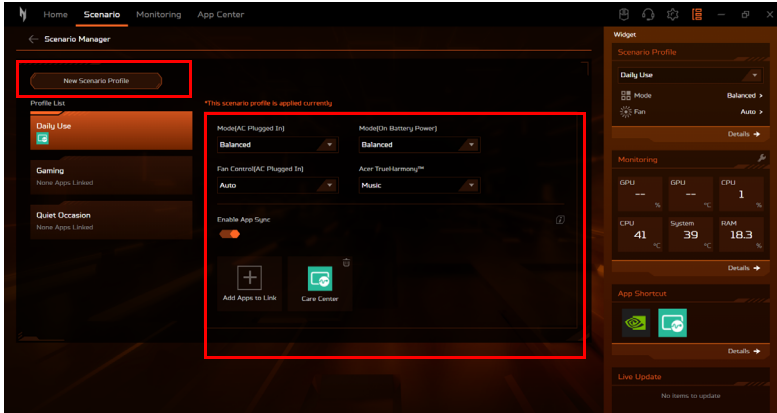 Home Scenario Monitoring App Center
Scenario Manager
New Scenario Profile
Profile List
Daily Use
Gaming
None Apps Linked
Quiet Occasion
None Apps Linked
*This scenario profile is applied currently
Mode(AC Plugged In) Mode(On Battery Power)
Balanced Balanced
Fan Control(AC Plugged In) Acer TrueHarmony™
Auto Music
Enable App Sync
Add Apps to Link Care Center
Widget
Scenario Profile
Daily Use
Mode Balanced >
Fan Auto >
Details
Monitoring
GPU GPU CPU
-- -- 1
% °C %
CPU System RAM
41 39 18.3
°C °C %
Details
App Shortcut
Details
Live Update
No items to update